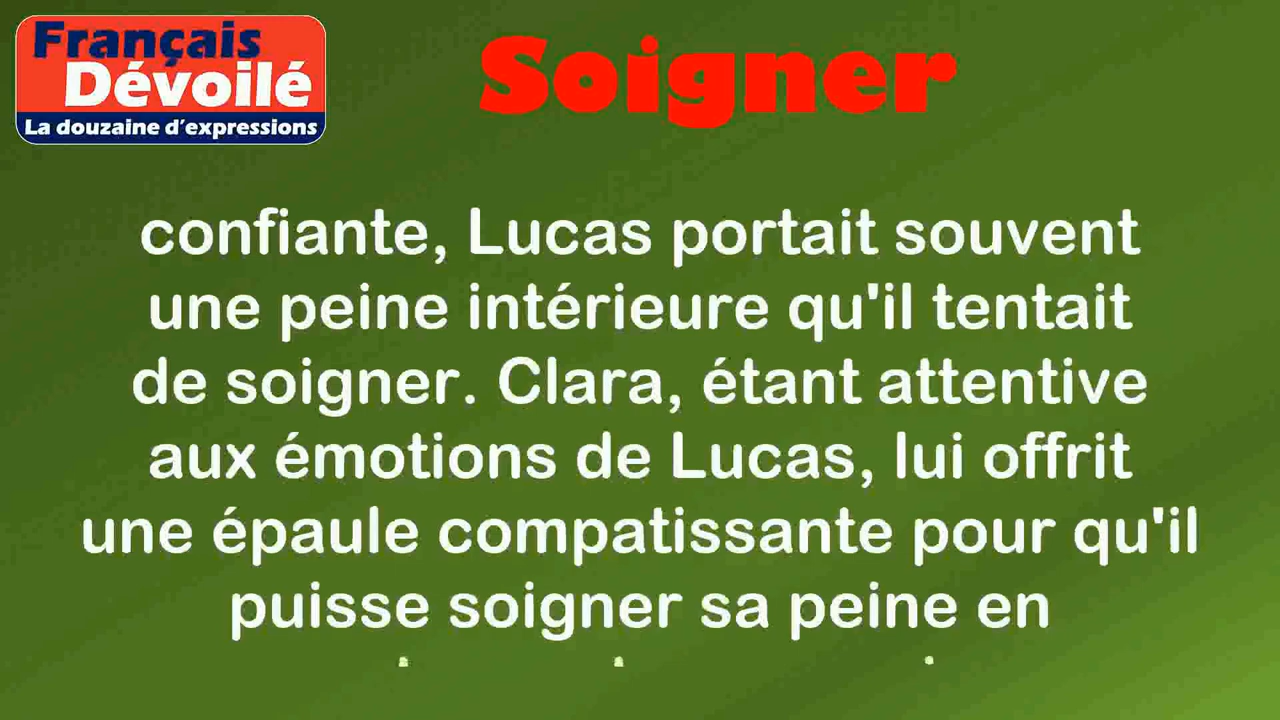 Français
Dévoilé
La douzaine d'expressions
Soigner
confiante, Lucas portait souvent
une peine intérieure qu'il tentait
de soigner. Clara, étant attentive
aux émotions de Lucas, lui offrit
une épaule compatissante pour qu'il
puisse soigner sa peine en